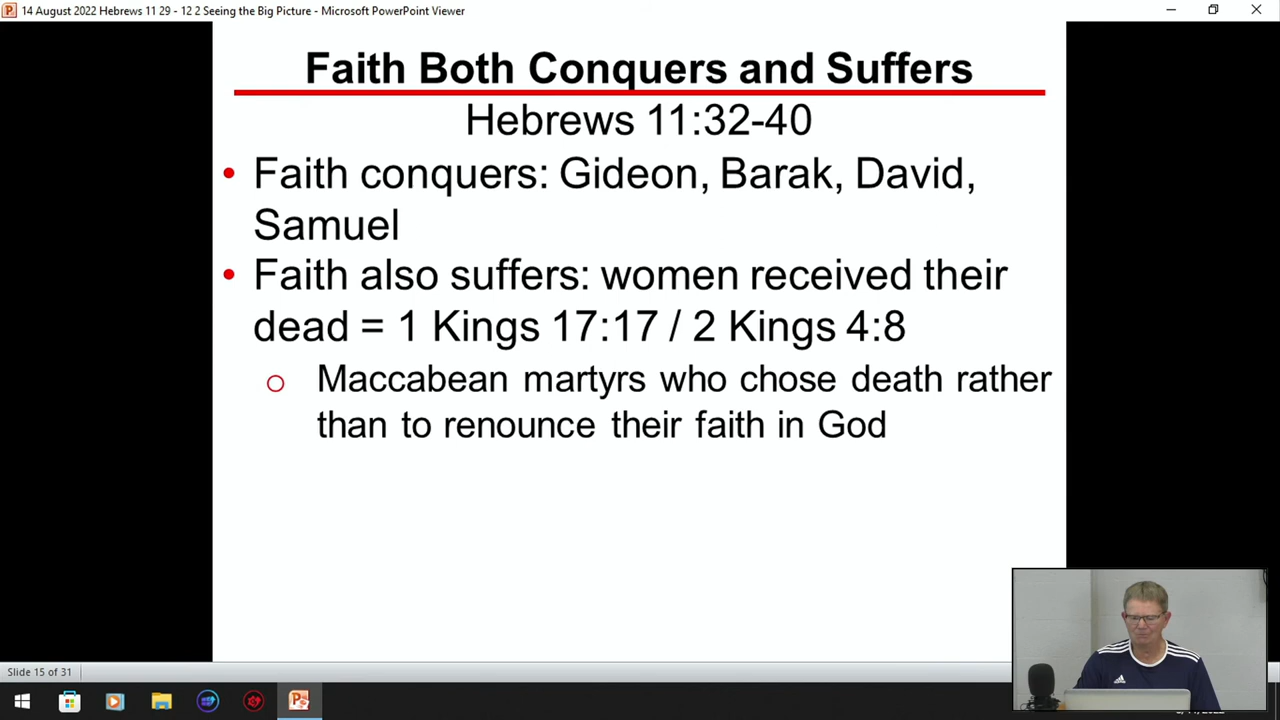 14 August 2022 Hebrews 11 29 - 12 2 Seeing the Big Picture - Microsoft PowerPoint Viewer
Faith Both Conquers and Suffers
Hebrews 11:32-40
• Faith conquers: Gideon, Barak, David,
Samuel
• Faith also suffers: women received their
dead = 1 Kings 17:17 / 2 Kings 4:8
o Maccabean martyrs who chose death rather
than to renounce their faith in God
Slide 15 of 31